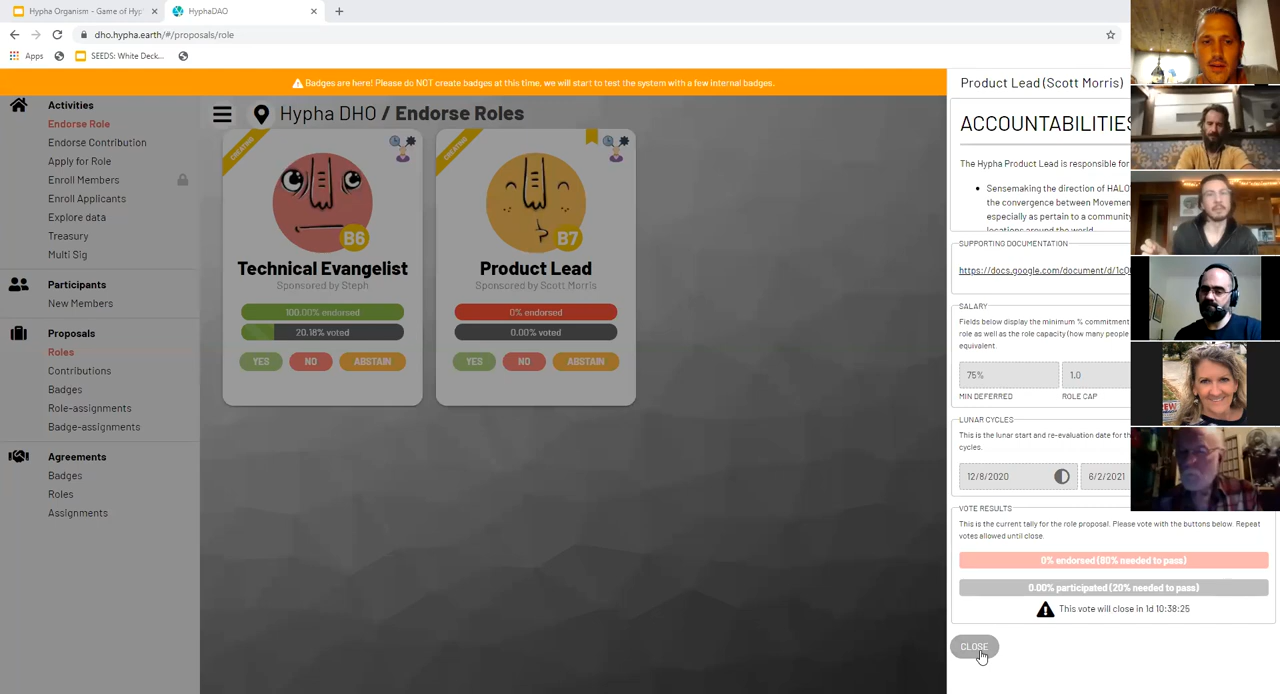 Hypha Organism - Game of Hyp
HyphaDAO
dho.hypha.earth/#/proposals/role
Apps
SEEDS: White Deck...
Badges are here! Please do NOT create badges at this time, we will start to test the system with a few internal badges.
Activities
Endorse Role
Endorse Contribution
Apply for Role
Enroll Members
Enroll Applicants
Explore data
Treasury
Multi Sig
Participants
New Members
Proposals
Roles
Contributions
Badges
Role-assignments
Badge-assignments
Agreements
Badges
Roles
Assignments
Hypha DHO / Endorse Roles
CREATING
B6
Technical Evangelist
Sponsored by Steph
100.00% endorsed
20.18% voted
YES NO ABSTAIN
CREATING
B7
Product Lead
Sponsored by Scott Morris
0% endorsed
0.00% voted
YES NO ABSTAIN
Product Lead (Scott Morris)
ACCOUNTABILITIES
The Hypha Product Lead is responsible for
Sensemaking the direction of HALO
the convergence between Movemen
especially as pertain to a community
locations around the world
SUPPORTING DOCUMENTATION
https://docs.google.com/document/d/1cQ
SALARY
Fields below display the minimum % commitment
role as well as the role capacity (how many people
equivalent
75% 1.0
MIN DEFERRED ROLE CAP
LUNAR CYCLES
This is the lunar start and re-evaluation date for th
cycles.
12/8/2020 6/2/2021
VOTE RESULTS
This is the current tally for the role proposal. Please vote with the buttons below. Repeat
votes allowed until close.
0% endorsed (80% needed to pass)
0.00% participated (20% needed to pass)
This vote will close in 1d 10:38:25
CLOSE